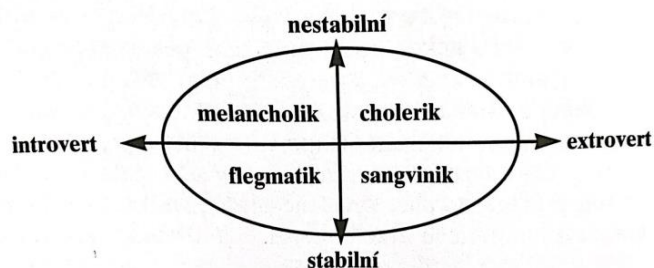 nestabilní
melancholik cholerik
introvert extrovert
flegmatik sangvinik
stabilní